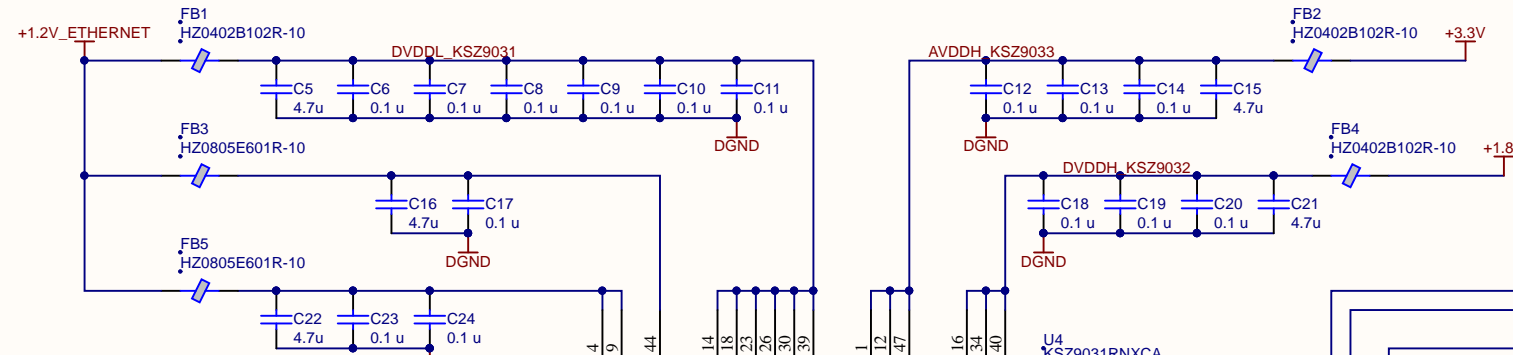 FB1
HZ0402B102R-10
+1.2V_ETHERNET
DVDDL_KSZ9031
C5
4.7u
C6
0.1 u
C7
0.1 u
C8
0.1 u
C9
0.1 u
C10
0.1 u
C11
0.1 u
DGND
FB2
HZ0402B102R-10
+3.3V
AVDDH_KSZ9033
C12
0.1 u
C13
0.1 u
C14
0.1 u
C15
4.7u
DGND
FB3
HZ0805E601R-10
C16
4.7u
C17
0.1 u
DGND
FB4
HZ0402B102R-10
+1.8
DVDDH_KSZ9032
C18
0.1 u
C19
0.1 u
C20
0.1 u
C21
4.7u
DGND
FB5
HZ0805E601R-10
C22
4.7u
C23
0.1 u
C24
0.1 u
4
9
44
14
18
23
26
30
39
1
12
47
16
34
40
U4
KSZ9031RNXCA